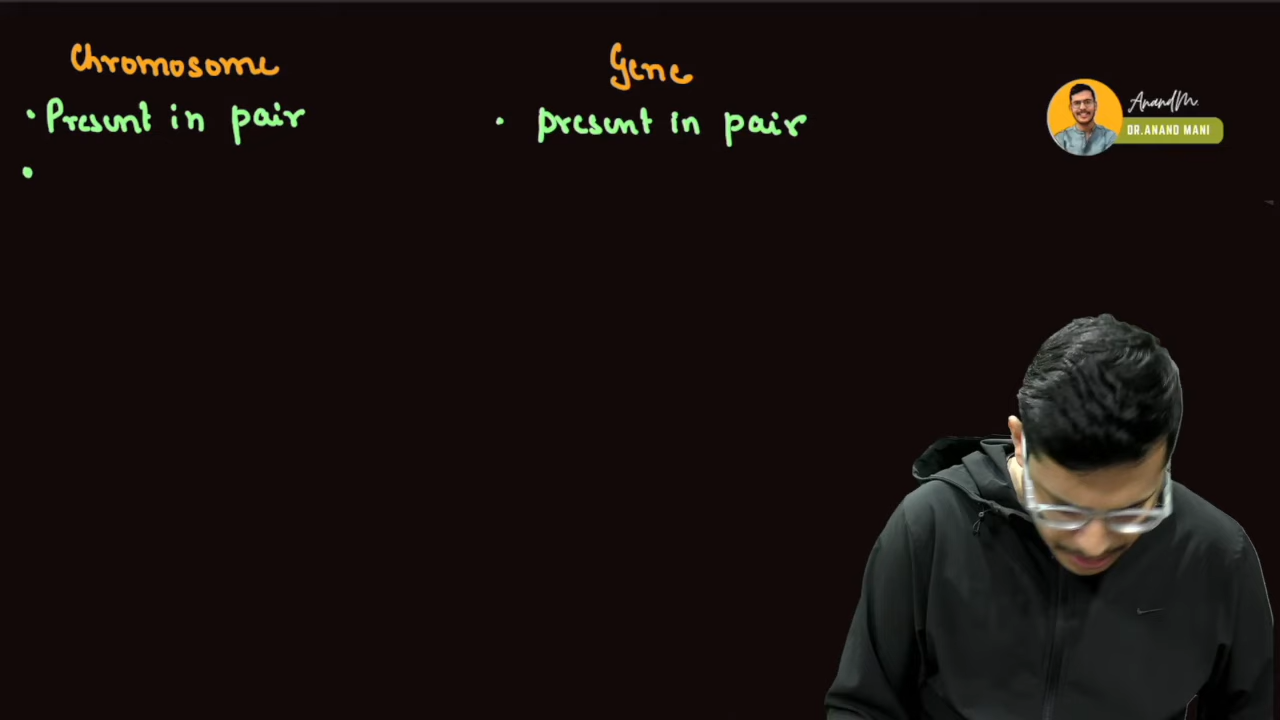 Chromosome
Gene
• Present in pair
• present in pair
•
AnandM.
DR.ANAND MANI